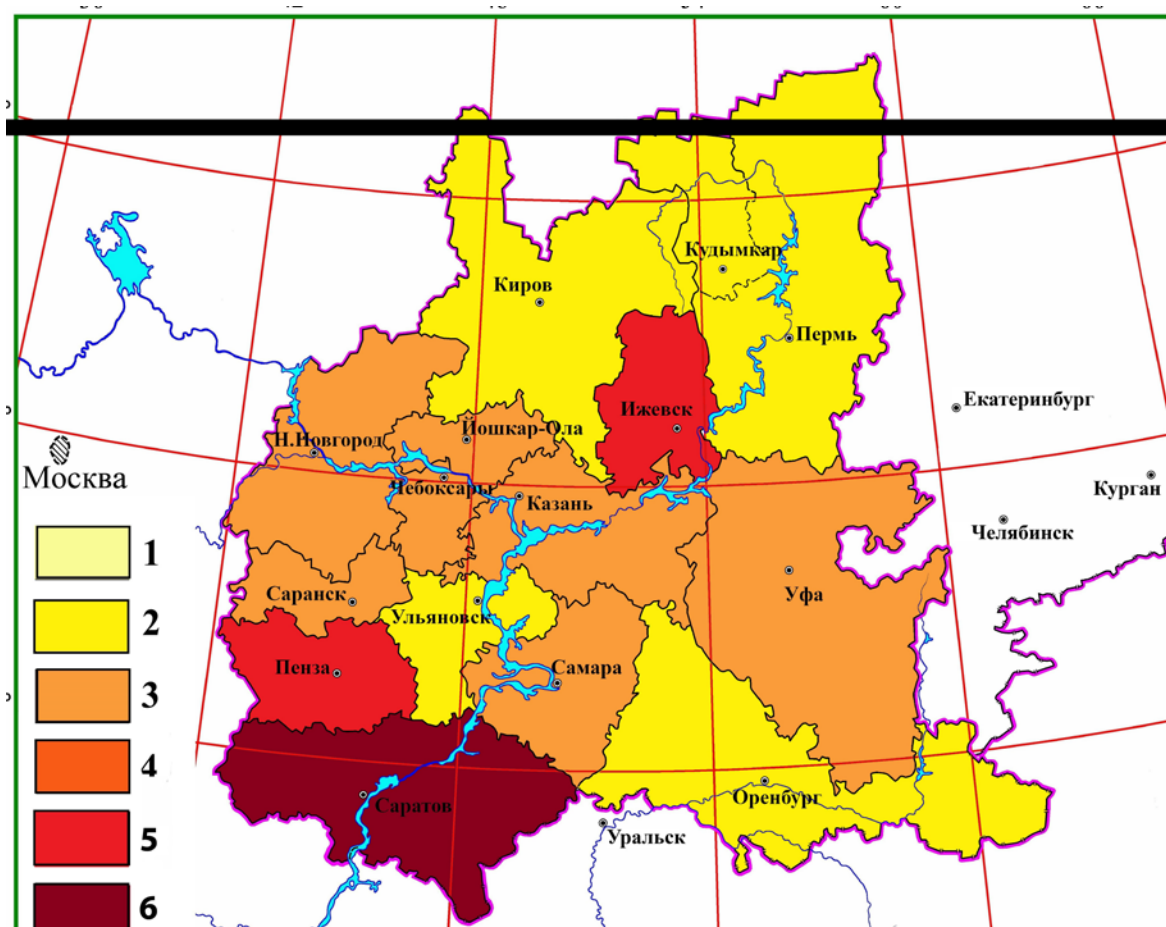 Кудымкар
Киров
Пермь
Ижевск
Екатеринбург
Йошкар-Ола
Н.Новгород
Москва
Чебоксары
Казань
Курган
Челябинск
1
Уфа
Саранск
Ульяновск
2
Пенза
Самара
3
4
Оренбург
Саратов
Уральск
5
6